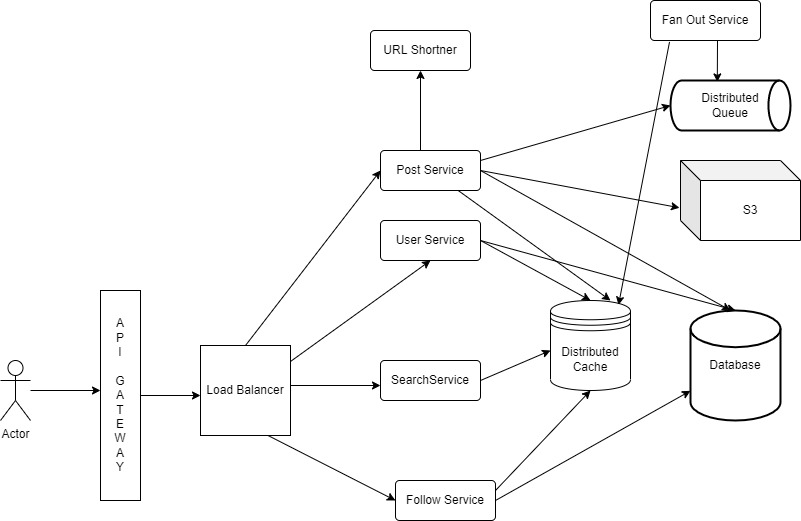 Fan Out Service
URL Shortner
Distributed
Queue
Post Service
S3
User Service
A
P
I
G
A
T
E
W
A
Y
Distributed
Cache
Database
Load Balancer
SearchService
Actor
Follow Service